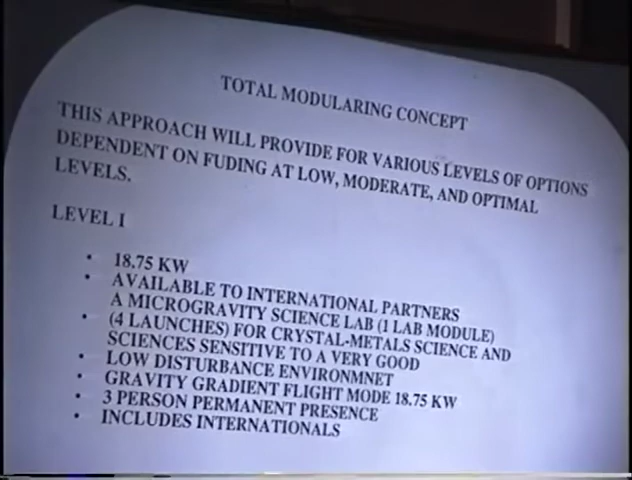 TOTAL MODULARING CONCEPT
THIS APPROACH WILL PROVIDE FOR VARIOUS LEVELS OF OPTIONS
DEPENDENT ON FUDING AT LOW, MODERATE, AND OPTIMAL
LEVELS.
LEVEL I
• 18.75 KW
• AVAILABLE TO INTERNATIONAL PARTNERS
A MICROGRAVITY SCIENCE LAB (1 LAB MODULE)
• (4 LAUNCHES) FOR CRYSTAL-METALS SCIENCE AND
SCIENCES SENSITIVE TO A VERY GOOD
• LOW DISTURBANCE ENVIRONMNET
• GRAVITY GRADIENT FLIGHT MODE 18.75 KW
• 3 PERSON PERMANENT PRESENCE
• INCLUDES INTERNATIONALS